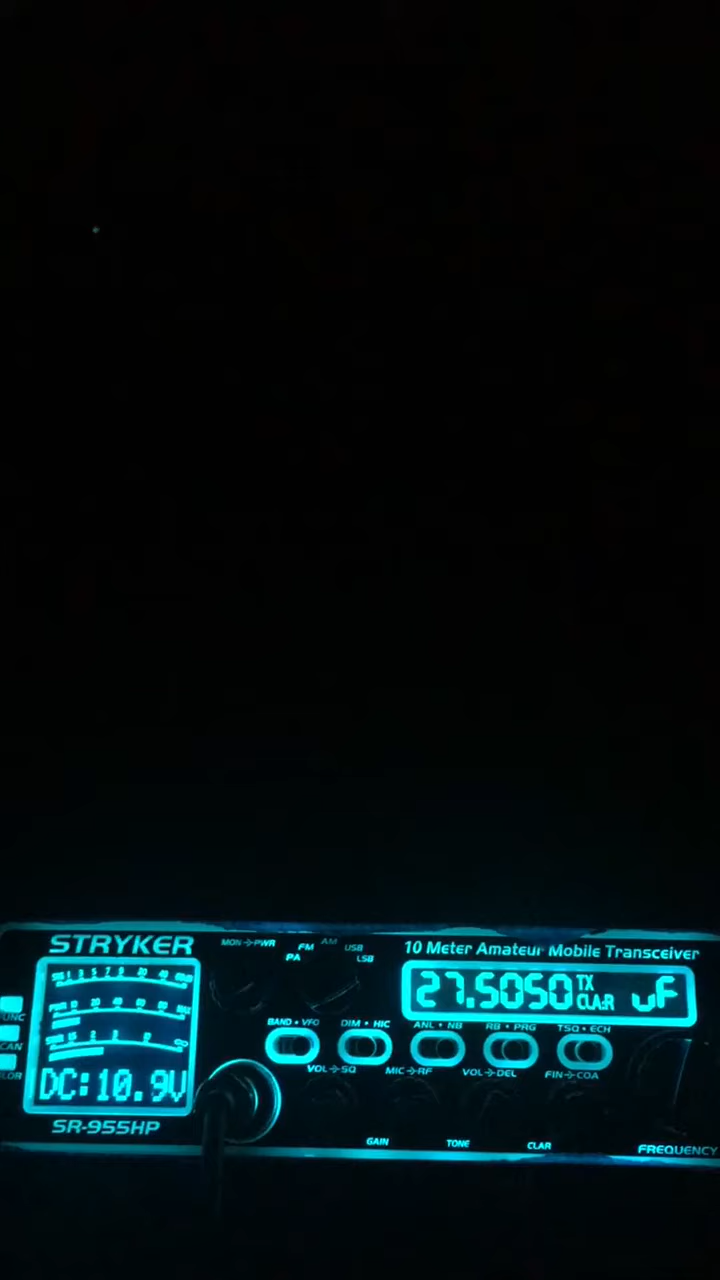 STRYKER
MON→PWR
FM
AM
USB
PA
LSB
10 Meter Amateur Mobile Transceiver
27.5050 TX
CLAR
uF
FUNC
BAND • VFO
DIM • HIC
ANL • NB
RB • PRG
TSQ • ECH
DC:10.9V
VOL→SQ
MIC→RF
VOL→DEL
FIN→COA
SR-955HP
GAIN
TONE
CLAR
FREQUENCY